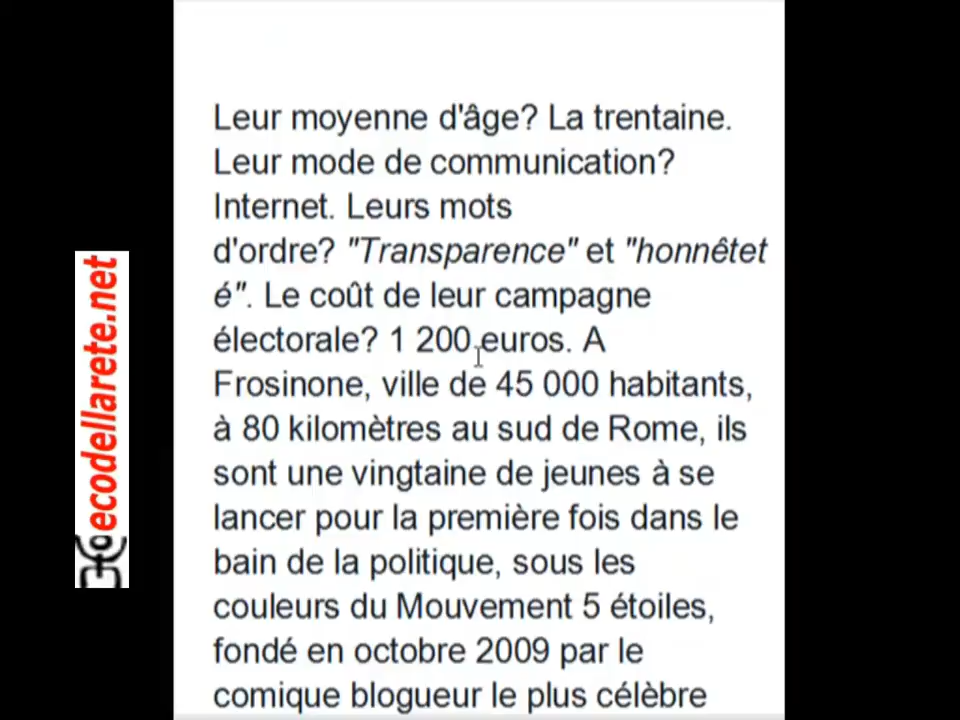 Leur moyenne d'âge? La trentaine.
Leur mode de communication?
Internet. Leurs mots
d'ordre? "Transparence" et "honnêtet
é". Le coût de leur campagne
électorale? 1 200 euros. A
Frosinone, ville de 45 000 habitants,
à 80 kilomètres au sud de Rome, ils
sont une vingtaine de jeunes à se
lancer pour la première fois dans le
bain de la politique, sous les
couleurs du Mouvement 5 étoiles,
fondé en octobre 2009 par le
comique blogueur le plus célèbre
ecodellarete.net